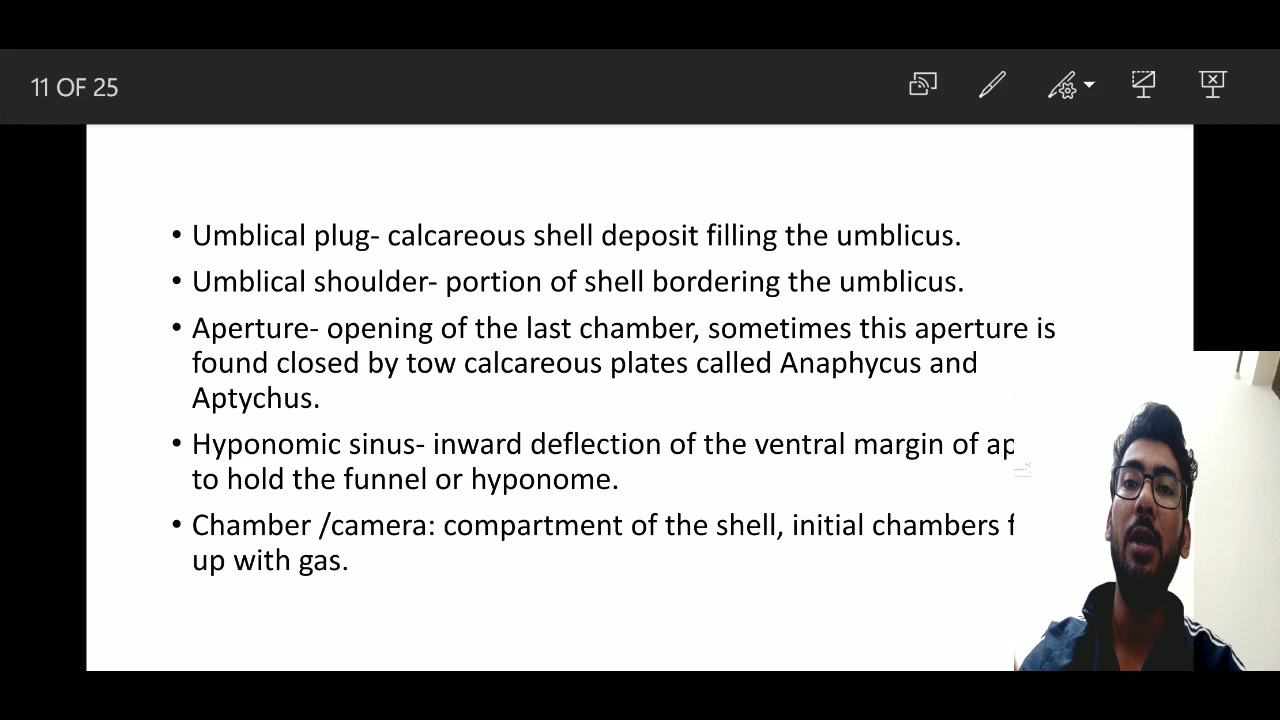 11 OF 25
• Umblical plug- calcareous shell deposit filling the umblicus.
• Umblical shoulder- portion of shell bordering the umblicus.
• Aperture- opening of the last chamber, sometimes this aperture is
found closed by tow calcareous plates called Anaphycus and
Aptychus.
• Hyponomic sinus- inward deflection of the ventral margin of ap
to hold the funnel or hyponome.
• Chamber /camera: compartment of the shell, initial chambers f
up with gas.